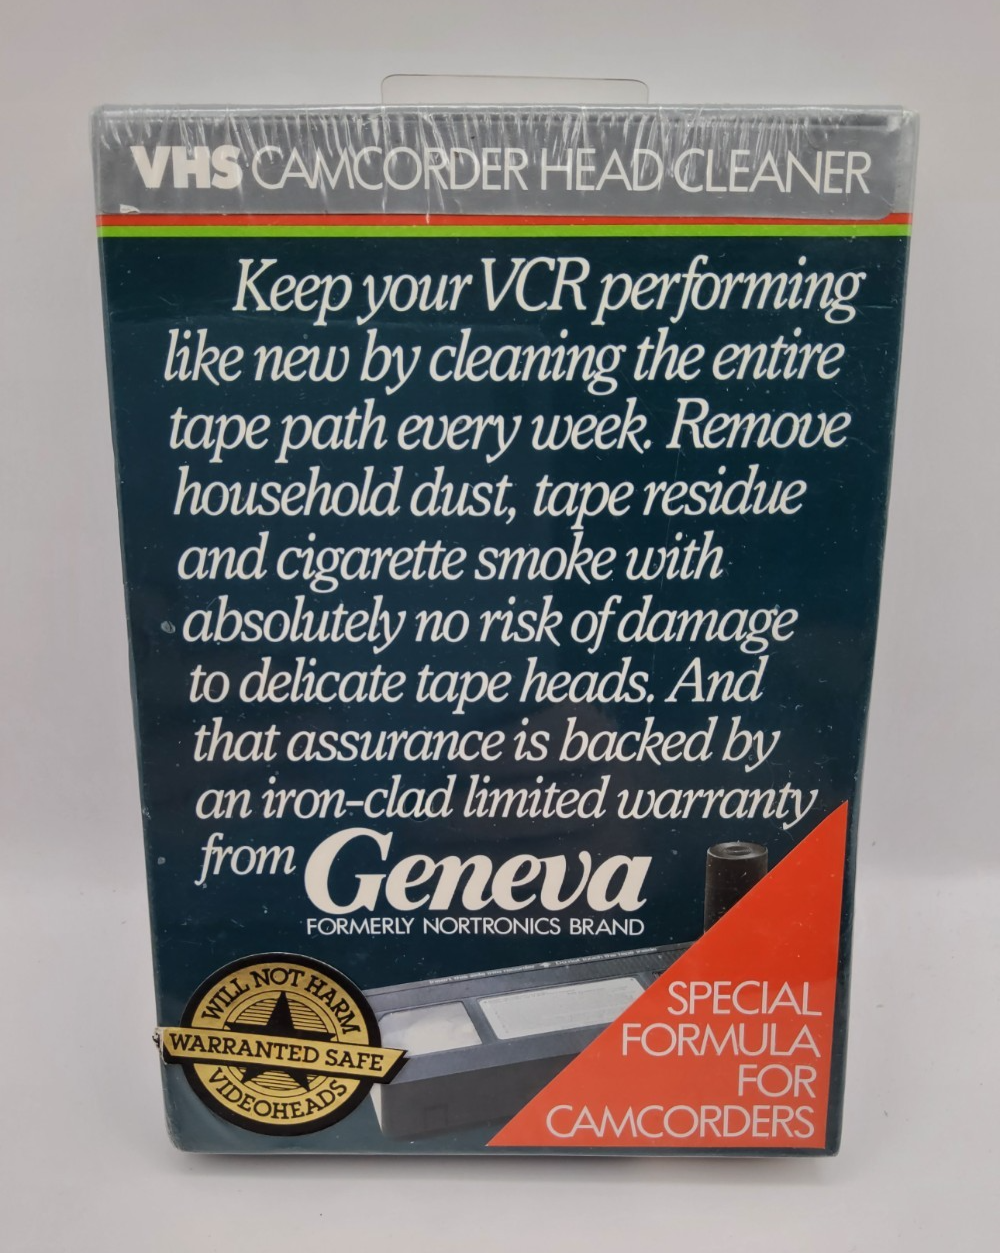 VHS CAMCORDER HEAD CLEANER
Keep your VCR performing
like new by cleaning the entire
tape path every week. Remove
household dust, tape residue
and cigarette smoke with
absolutely no risk of damage
to delicate tape heads. And
that assurance is backed by
an iron-clad limited warranty
from Geneva
FORMERLY NORTRONICS BRAND
WILL NOT HARM
WARRANTED SAFE
VIDEOHEADS
SPECIAL
FORMULA
FOR
CAMCORDERS